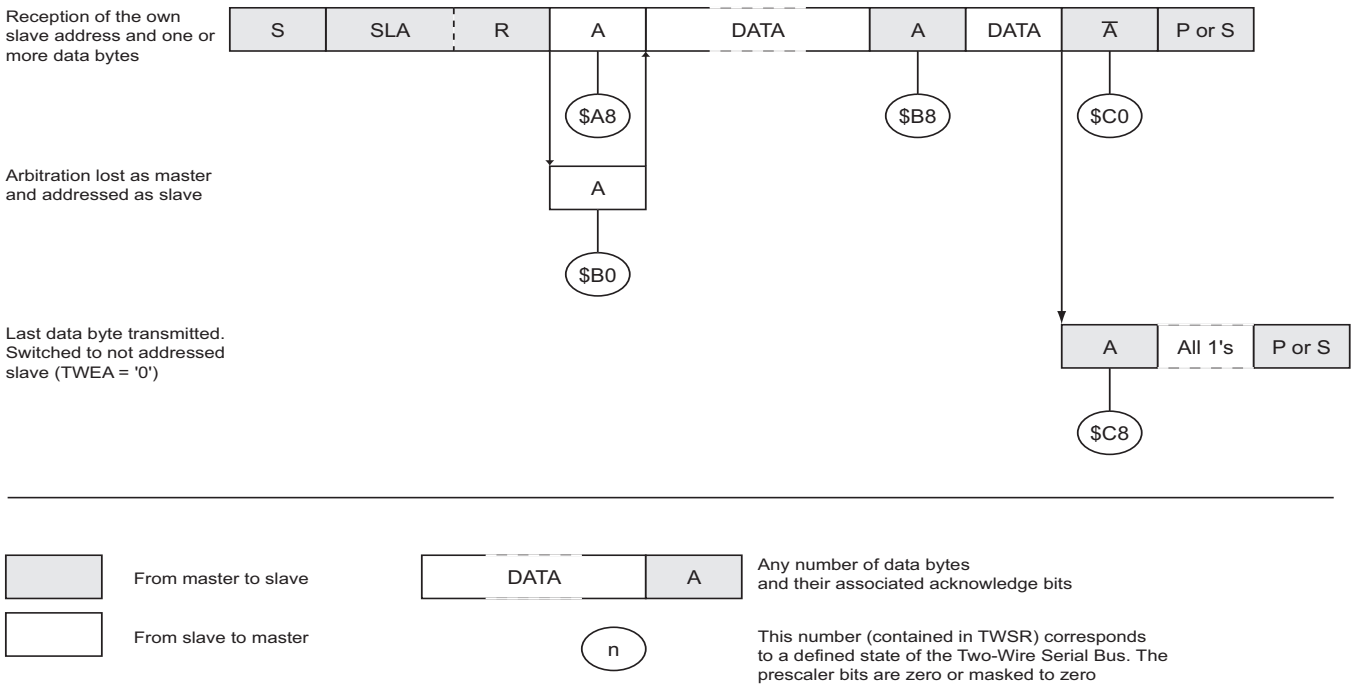 Reception of the own
slave address and one or
more data bytes
S SLA R A DATA A DATA A̅ P or S
$A8 $B8 $C0
Arbitration lost as master
and addressed as slave
A
$B0
Last data byte transmitted.
Switched to not addressed
slave (TWEA = '0')
A All 1's P or S
$C8
From master to slave
DATA A
Any number of data bytes
and their associated acknowledge bits
From slave to master
n
This number (contained in TWSR) corresponds
to a defined state of the Two-Wire Serial Bus. The
prescaler bits are zero or masked to zero